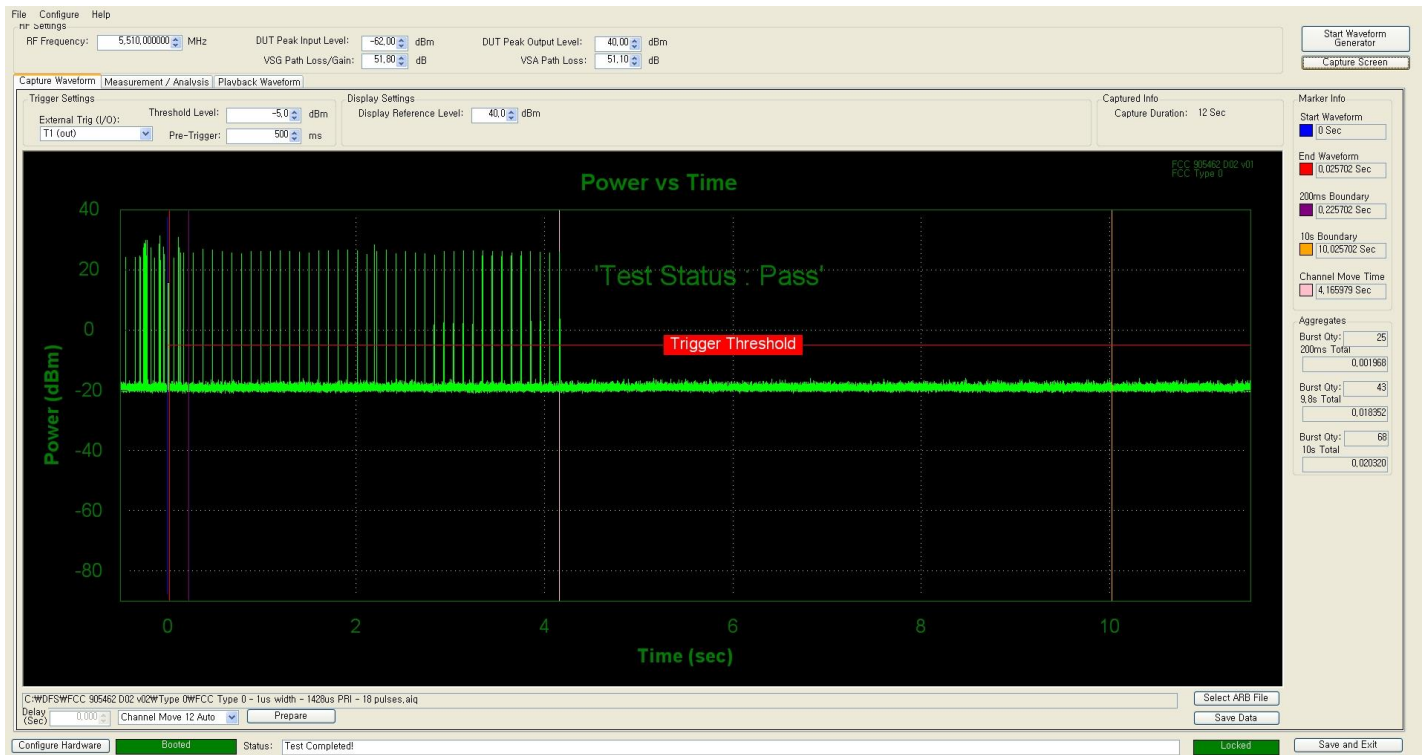 File Configure Help
RF Settings
RF Frequency: 5,510,000000 MHz DUT Peak Input Level: -62,00 dBm DUT Peak Output Level: 40,00 dBm
VSG Path Loss/Gain: 51,80 dB VSA Path Loss: 51,10 dB
Start Waveform Generator
Capture Screen
Capture Waveform Measurement / Analysis Playback Waveform
Trigger Settings
External Trig (I/O): Threshold Level: -5,0 dBm
T1 (out) Pre-Trigger: 500 ms
Display Settings
Display Reference Level: 40,0 dBm
Captured Info
Capture Duration: 12 Sec
Marker Info
Start Waveform
0 Sec
End Waveform
0,025702 Sec
200ms Boundary
0,225702 Sec
10s Boundary
10,025702 Sec
Channel Move Time
4,165979 Sec
Aggregates
Burst Qty: 25
200ms Total
0,001968
Burst Qty: 43
9,8s Total
0,018352
Burst Qty: 68
10s Total
0,020320
FCC 905462 D02 v01
FCC Type 0
Power vs Time
'Test Status : Pass'
Trigger Threshold
Power (dBm)
40
20
0
-20
-40
-60
-80
0 2 4 6 8 10
Time (sec)
C:₩DFS₩FCC 905462 D02 v02₩Type 0₩FCC Type 0 - 1us width - 1428us PRI - 18 pulses,aiq
Select ARB File
Delay (Sec) 0,000 Channel Move 12 Auto Prepare
Save Data
Configure Hardware Booted Status: Test Completed! Locked Save and Exit